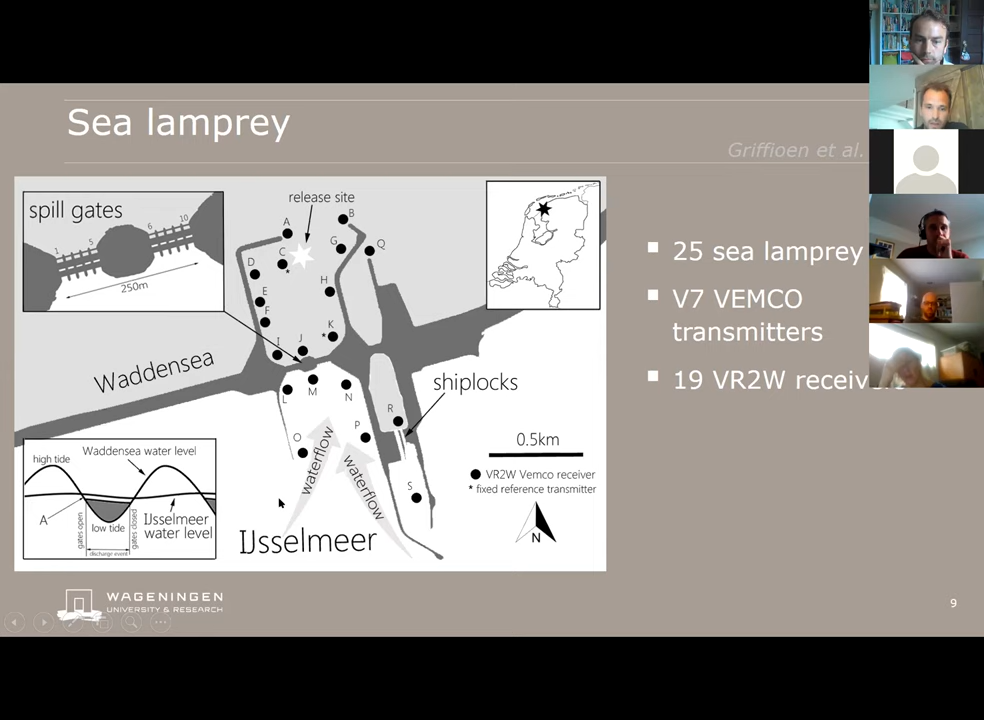 Sea lamprey
Griffioen et al.
spill gates
1
5
6
10
250m
release site
A
B
C
*
D
E
F
G
H
I
J
K
*
Q
Waddensea
L
M
N
O
P
R
S
shiplocks
waterflow
waterflow
IJsselmeer
0.5km
VR2W Vemco receiver
* fixed reference transmitter
N
high tide
Waddensea water level
A
gates open
low tide
gates closed
discharge event
IJsselmeer
water level
25 sea lamprey
V7 VEMCO
transmitters
19 VR2W receivers
WAGENINGEN
UNIVERSITY & RESEARCH
9